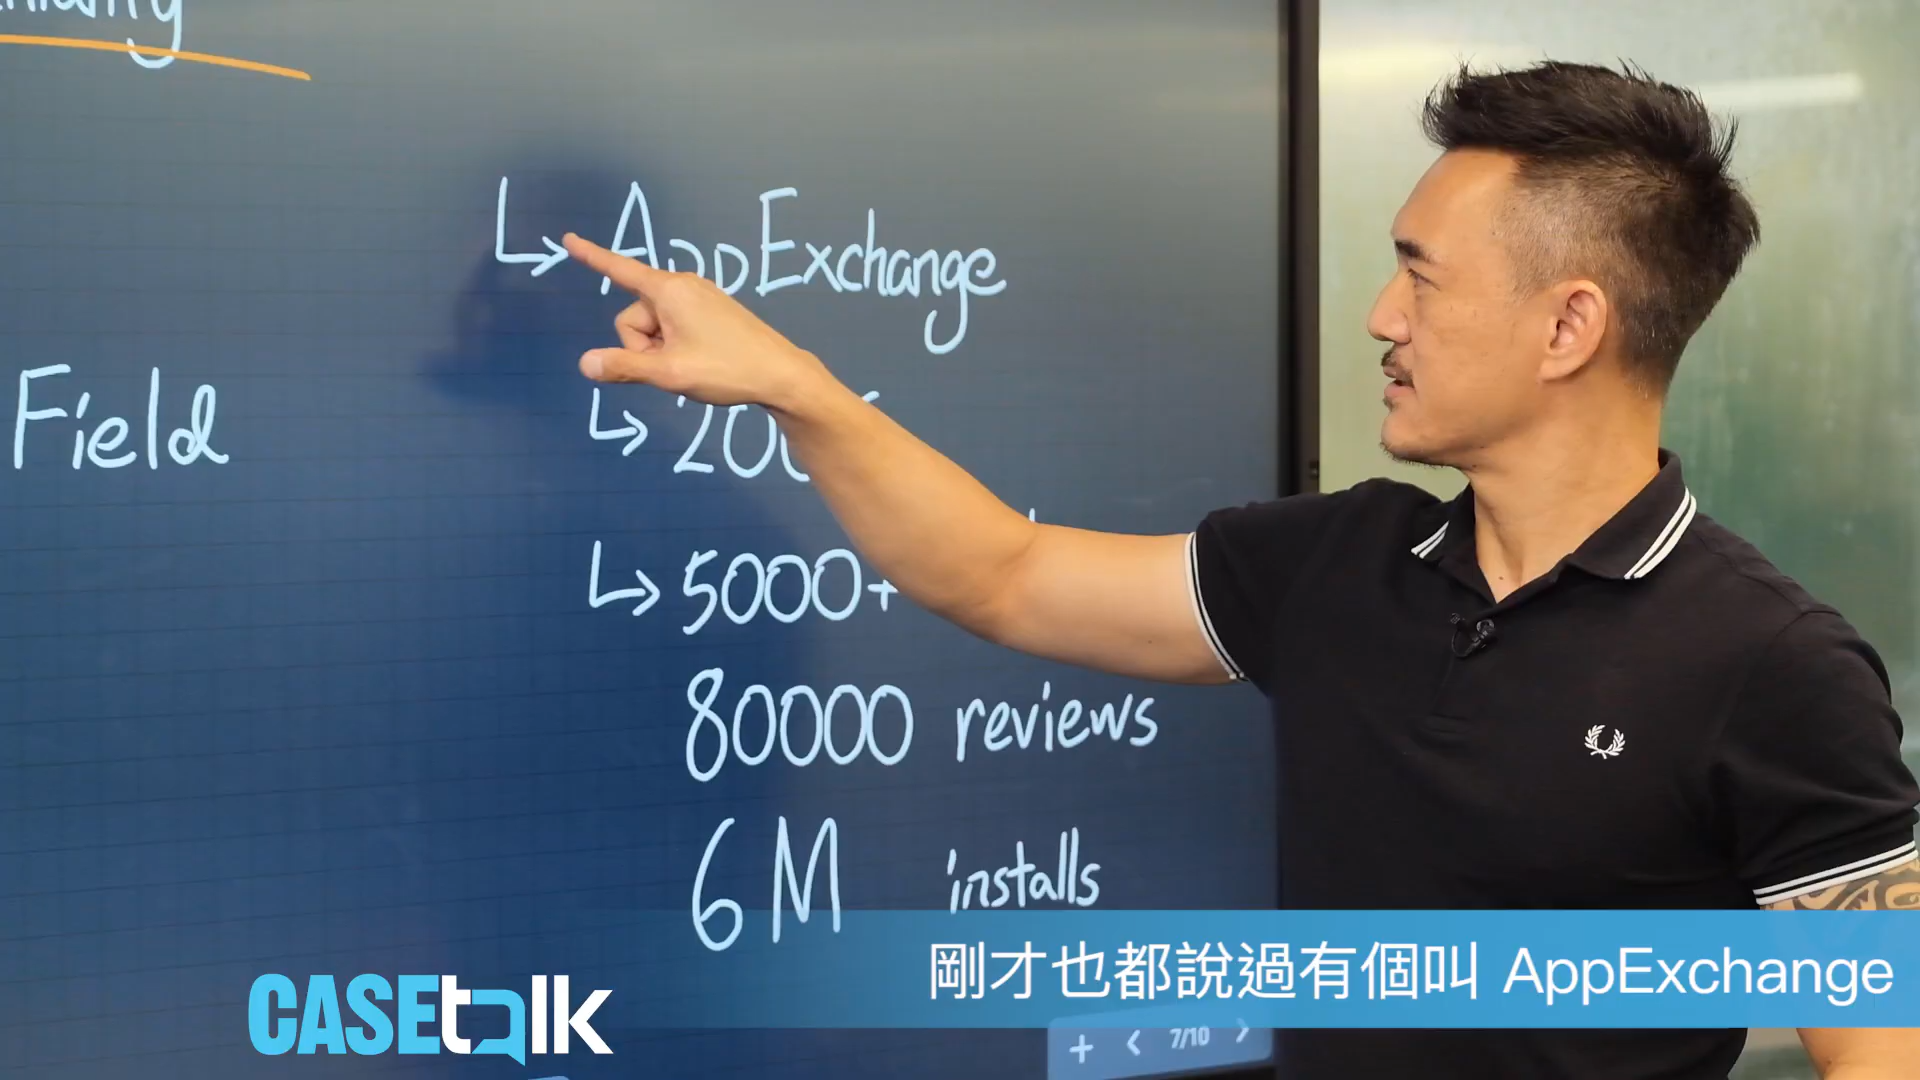 AppExchange
Field
5000+
80000 reviews
6M installs
剛才也都說過有個叫 AppExchange
CASEtalk
7/10